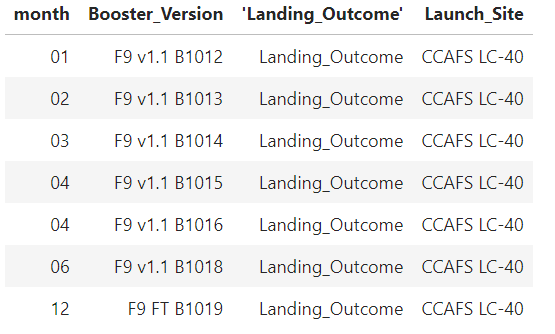 month Booster_Version 'Landing_Outcome' Launch_Site
01 F9 v1.1 B1012 Landing_Outcome CCAFS LC-40
02 F9 v1.1 B1013 Landing_Outcome CCAFS LC-40
03 F9 v1.1 B1014 Landing_Outcome CCAFS LC-40
04 F9 v1.1 B1015 Landing_Outcome CCAFS LC-40
04 F9 v1.1 B1016 Landing_Outcome CCAFS LC-40
06 F9 v1.1 B1018 Landing_Outcome CCAFS LC-40
12 F9 FT B1019 Landing_Outcome CCAFS LC-40